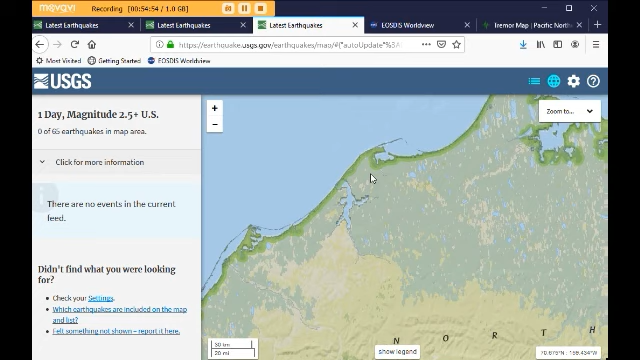 movavi
Recording ( 00:54:54 / 1.0 GB )
Latest Earthquakes
Latest Earthquakes
Latest Earthquakes
EOSDIS Worldview
Tremor Map | Pacific North
https://earthquake.usgs.gov/earthquakes/map/#{"autoUpdate"%3A
Most Visited
Getting Started
EOSDIS Worldview
USGS
1 Day, Magnitude 2.5+ U.S.
0 of 65 earthquakes in map area.
Click for more information
There are no events in the current
feed.
Didn't find what you were looking
for?
Check your Settings.
Which earthquakes are included on the map
and list?
Felt something not shown – report it here.
+
−
Zoom to...
N O R T H
30 km
20 mi
show legend